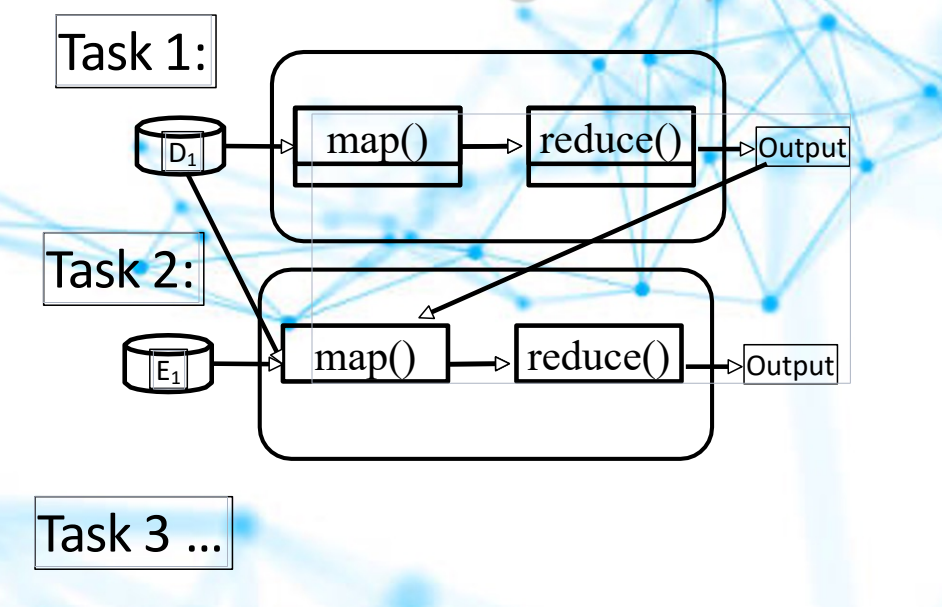 Task 1:
D₁
map()
reduce()
Output
Task 2:
E₁
map()
reduce()
Output
Task 3 ...